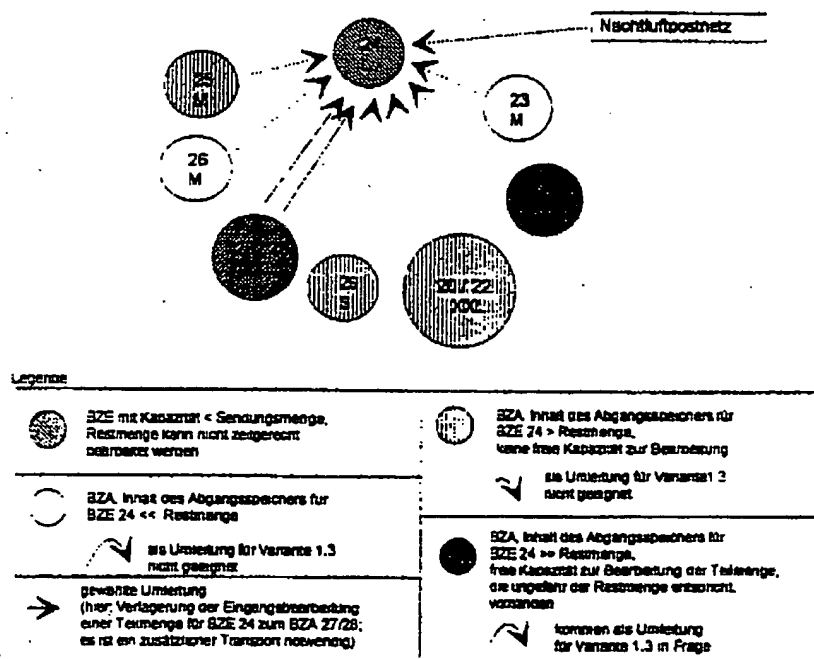 Nachtluftpostnetz
M
23
M
26
M
20 / 22
XXL
Legende
BZE mit Kapazität < Sendungsmenge,
Restmenge kann nicht zeitgerecht
bearbeitet werden
BZA, Inhalt des Abgangsspeichers für
BZE 24 << Restmenge
als Umleitung für Variante 1.3
nicht geeignet
gewählte Umleitung
(hier: Verlagerung der Eingangsbearbeitung
einer Teilmenge für BZE 24 zum BZA 27/28;
es ist ein zusätzlicher Transport notwendig)
BZA, Inhalt des Abgangsspeichers für
BZE 24 > Restmenge,
keine freie Kapazität zur Bearbeitung
als Umleitung für Variante 1.3
nicht geeignet
BZA, Inhalt des Abgangsspeichers für
BZE 24 >= Restmenge,
freie Kapazität zur Bearbeitung der Teilmenge,
die ungefähr der Restmenge entspricht,
vorhanden
kommen als Umleitung
für Variante 1.3 in Frage